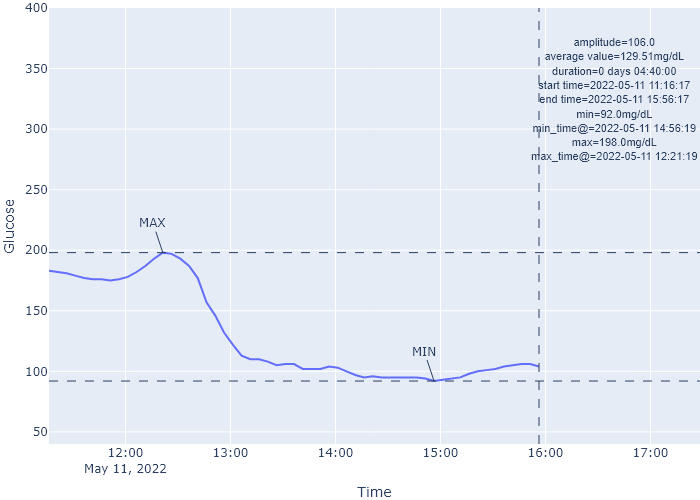 400
350
300
250
200
150
100
50
Glucose
amplitude=106.0
average value=129.51mg/dL
duration=0 days 04:40:00
start time=2022-05-11 11:16:17
end time=2022-05-11 15:56:17
min=92.0mg/dL
min_time@=2022-05-11 14:56:19
max=198.0mg/dL
max_time@=2022-05-11 12:21:19
MAX
MIN
12:00 13:00 14:00 15:00 16:00 17:00
May 11, 2022
Time